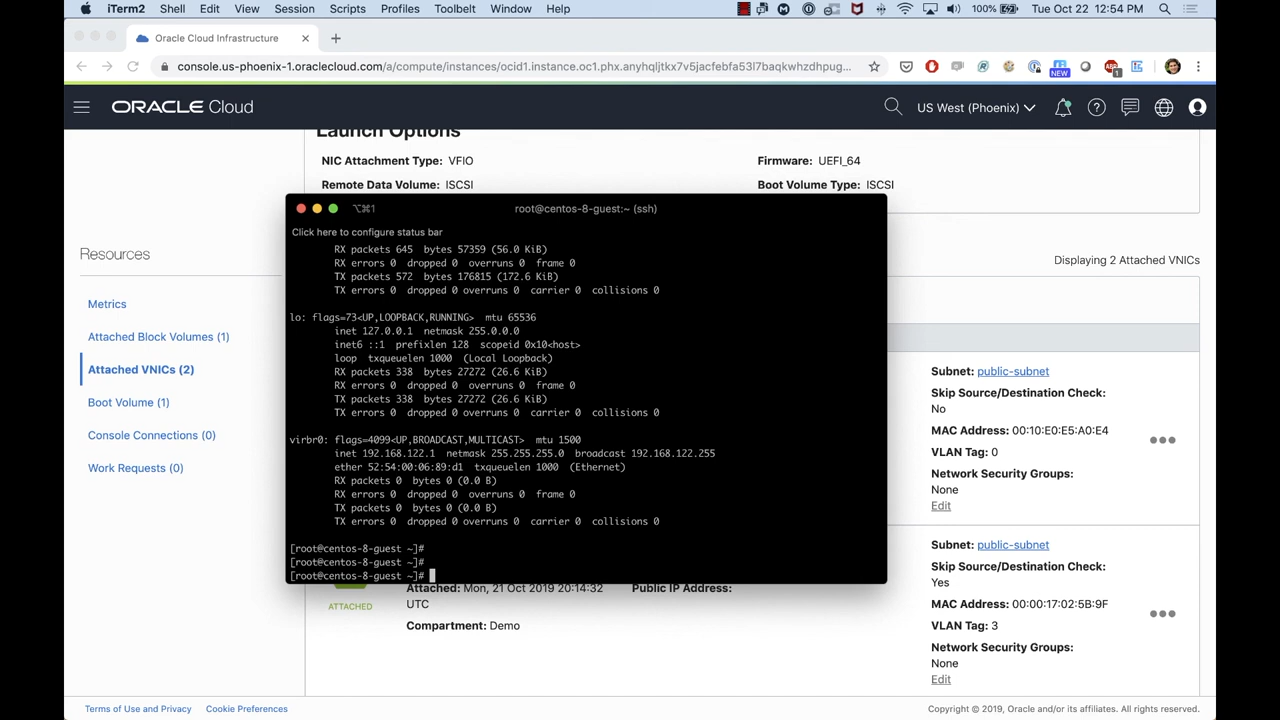 iTerm2 Shell Edit View Session Scripts Profiles Toolbelt Window Help 100% Tue Oct 22 12:54 PM
Oracle Cloud Infrastructure
console.us-phoenix-1.oraclecloud.com/a/compute/instances/ocid1.instance.oc1.phx.anyhqljtkx7v5jacfebfa53l7baqkwhzdhpug...
NEW
1
ORACLE Cloud
US West (Phoenix)
Launch Options
NIC Attachment Type: VFIO
Firmware: UEFI_64
Remote Data Volume: ISCSI
Boot Volume Type: ISCSI
Resources
Metrics
Attached Block Volumes (1)
Attached VNICs (2)
Boot Volume (1)
Console Connections (0)
Work Requests (0)
⌥⌘1
root@centos-8-guest:~ (ssh)
Click here to configure status bar
RX packets 645 bytes 57359 (56.0 KiB)
RX errors 0 dropped 0 overruns 0 frame 0
TX packets 572 bytes 176815 (172.6 KiB)
TX errors 0 dropped 0 overruns 0 carrier 0 collisions 0
lo: flags=73<UP,LOOPBACK,RUNNING> mtu 65536
inet 127.0.0.1 netmask 255.0.0.0
inet6 ::1 prefixlen 128 scopeid 0x10<host>
loop txqueuelen 1000 (Local Loopback)
RX packets 338 bytes 27272 (26.6 KiB)
RX errors 0 dropped 0 overruns 0 frame 0
TX packets 338 bytes 27272 (26.6 KiB)
TX errors 0 dropped 0 overruns 0 carrier 0 collisions 0
virbr0: flags=4099<UP,BROADCAST,MULTICAST> mtu 1500
inet 192.168.122.1 netmask 255.255.255.0 broadcast 192.168.122.255
ether 52:54:00:06:89:d1 txqueuelen 1000 (Ethernet)
RX packets 0 bytes 0 (0.0 B)
RX errors 0 dropped 0 overruns 0 frame 0
TX packets 0 bytes 0 (0.0 B)
TX errors 0 dropped 0 overruns 0 carrier 0 collisions 0
[root@centos-8-guest ~]#
[root@centos-8-guest ~]#
[root@centos-8-guest ~]#
Displaying 2 Attached VNICs
Subnet: public-subnet
Skip Source/Destination Check:
No
MAC Address: 00:10:E0:E5:A0:E4
VLAN Tag: 0
Network Security Groups:
None
Edit
ATTACHED
Attached: Mon, 21 Oct 2019 20:14:32
UTC
Compartment: Demo
Public IP Address:
Subnet: public-subnet
Skip Source/Destination Check:
Yes
MAC Address: 00:00:17:02:5B:9F
VLAN Tag: 3
Network Security Groups:
None
Edit
Terms of Use and Privacy
Cookie Preferences
Copyright © 2019, Oracle and/or its affiliates. All rights reserved.